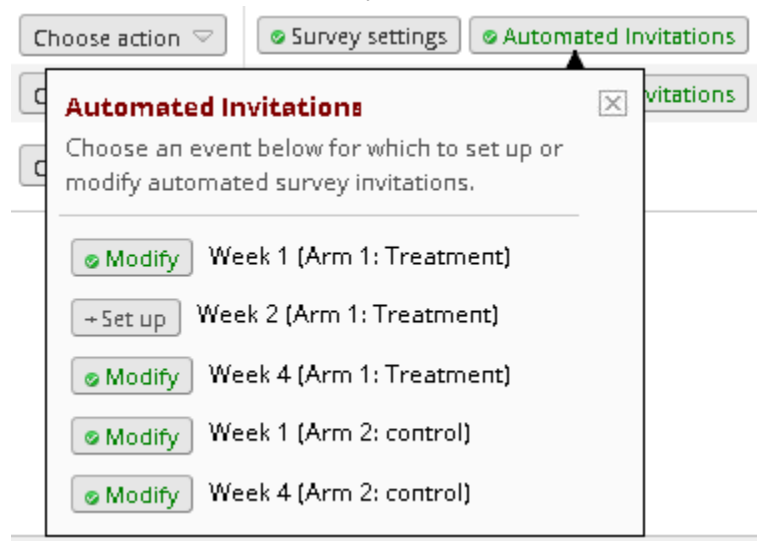 Choose action
Survey settings
Automated Invitations
C
vitations
Automated Invitations
Choose an event below for which to set up or
modify automated survey invitations.
C
Modify Week 1 (Arm 1: Treatment)
+Set up Week 2 (Arm 1: Treatment)
Modify Week 4 (Arm 1: Treatment)
Modify Week 1 (Arm 2: control)
Modify Week 4 (Arm 2: control)